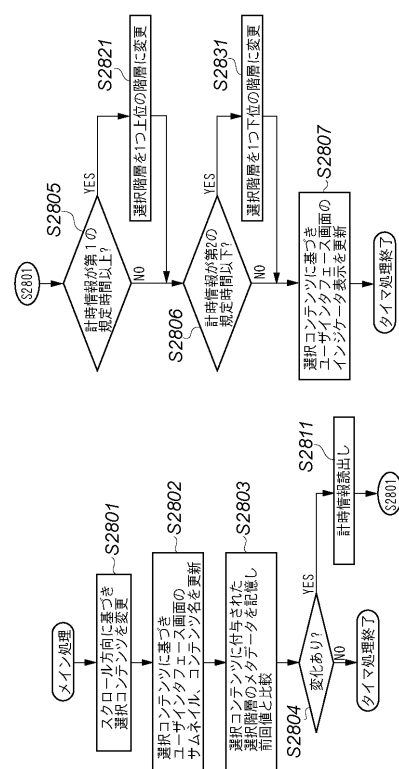 メイン処理
S2801
スクロール方向に基づき
選択コンテンツを変更
S2802
選択コンテンツに基づき
ユーザインタフェース画面の
サムネイル、コンテンツ名を更新
S2803
選択コンテンツに付与された
選択階層のメタデータを記憶し
前回値と比較
S2804
変化あり?
YES
NO
S2811
計時情報読出し
S2801
タイマ処理終了
S2801
S2805
計時情報が第1の
規定時間以上?
YES
NO
S2821
選択階層を1つ上位の階層に変更
S2806
計時情報が第2の
規定時間以下?
YES
NO
S2831
選択階層を1つ下位の階層に変更
S2807
選択コンテンツに基づき
ユーザインタフェース画面の
インジケータ表示を更新
タイマ処理終了